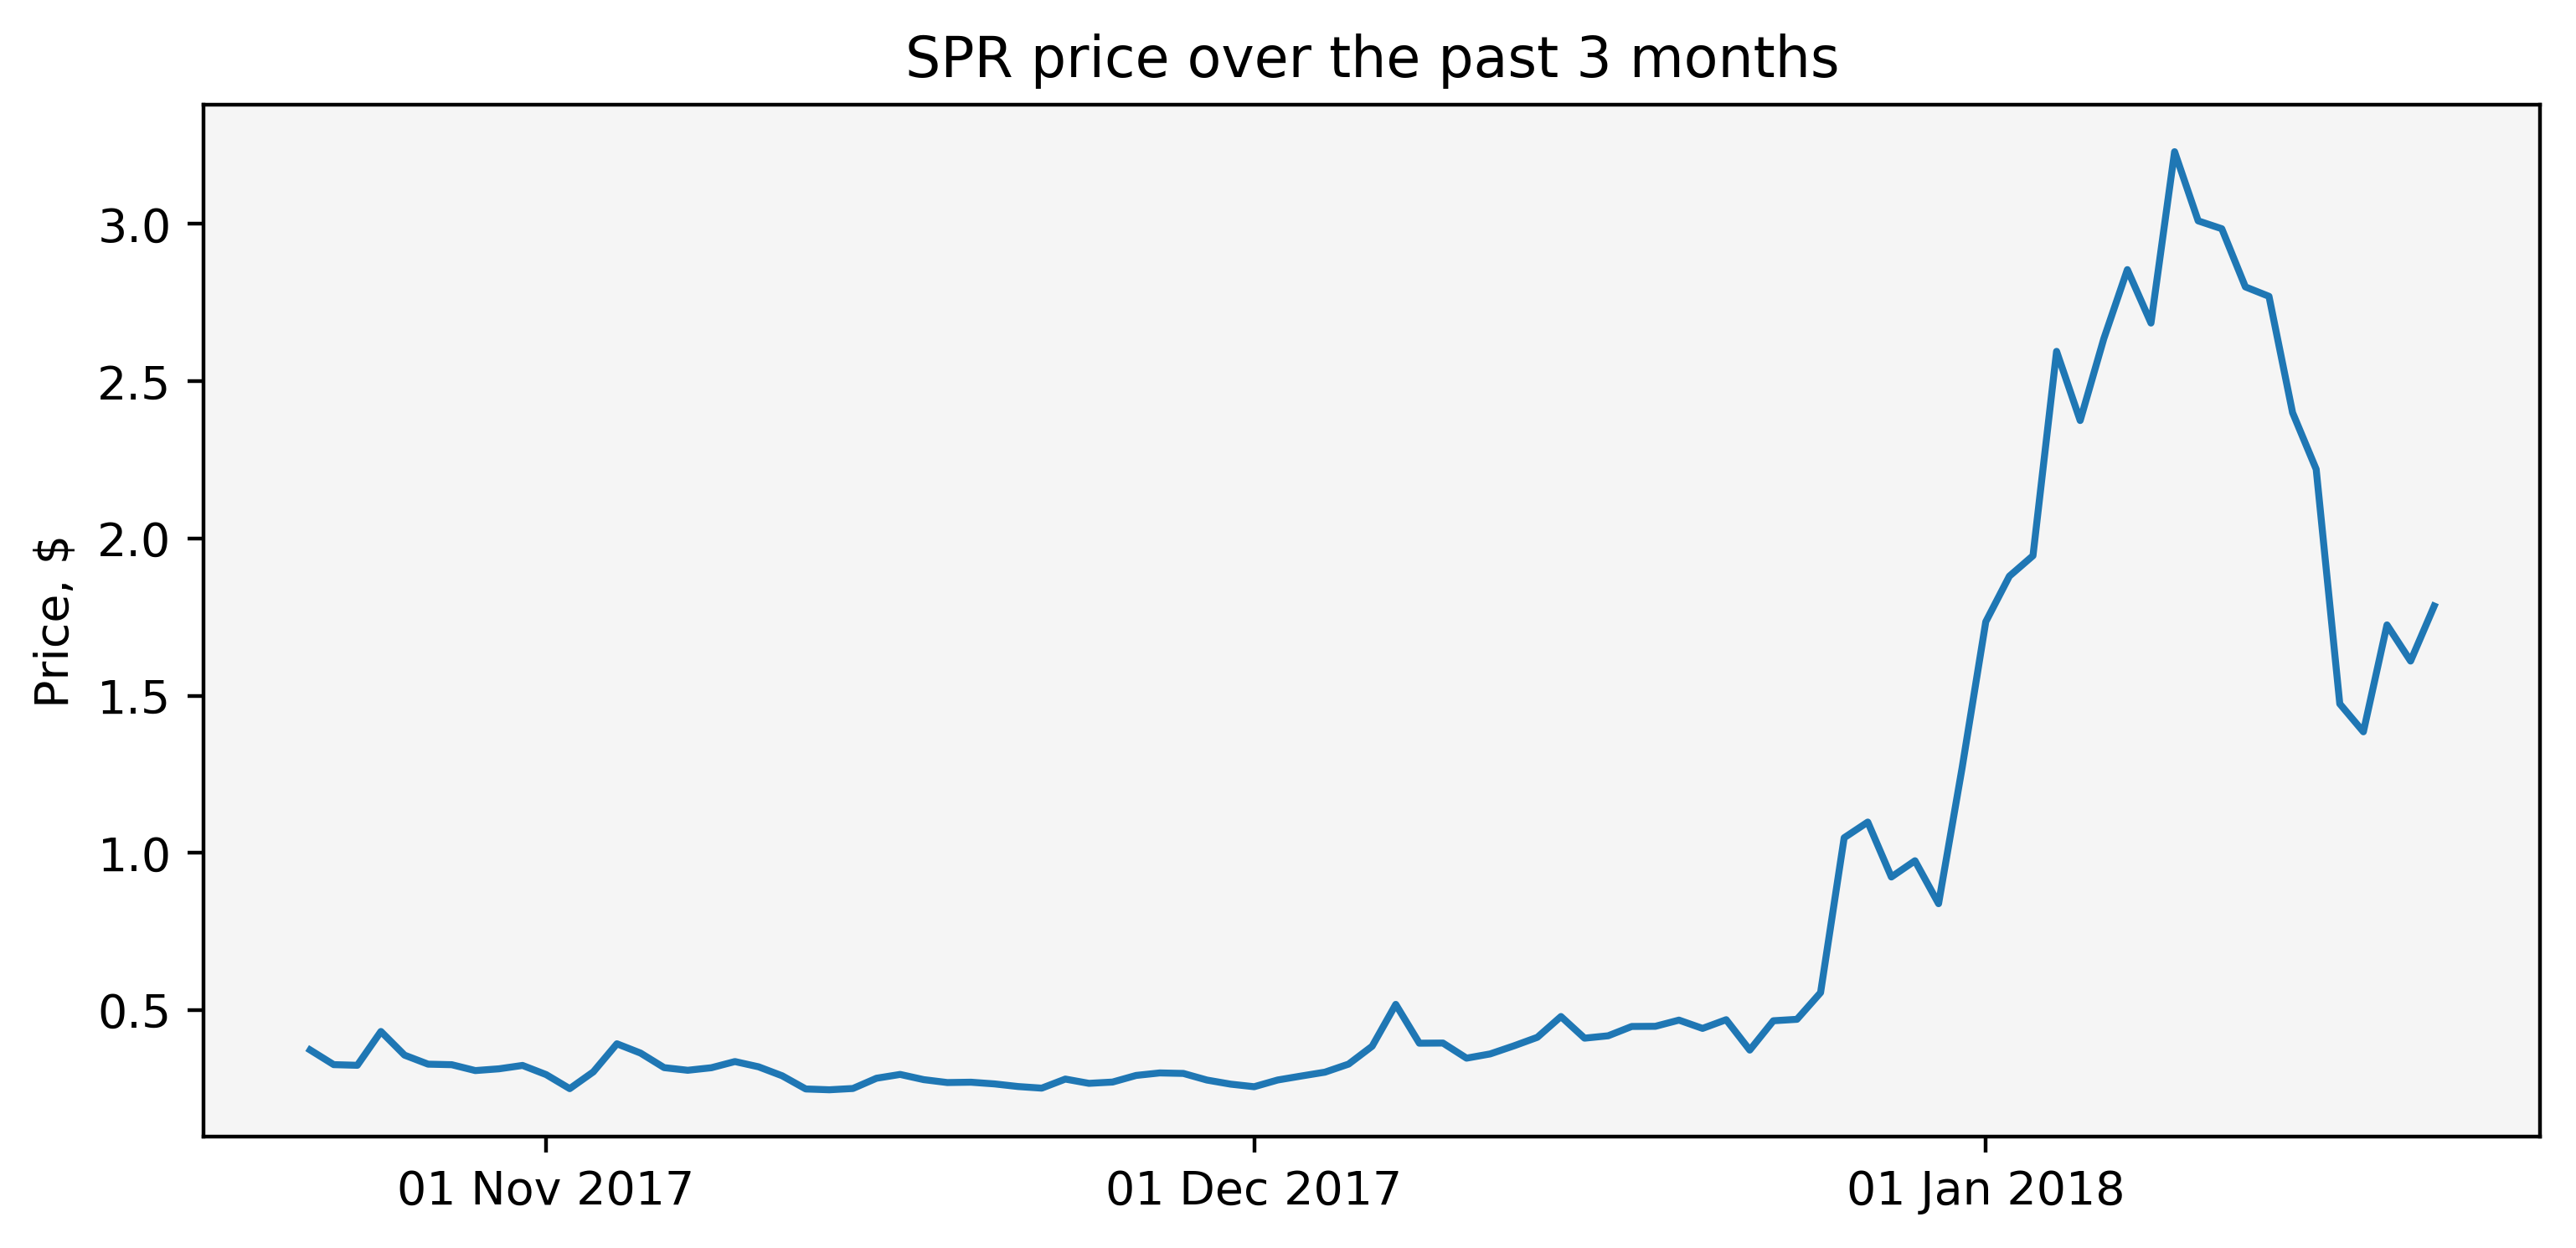 SPR price over the past 3 months
Price, $
3.0
2.5
2.0
1.5
1.0
0.5
01 Nov 2017
01 Dec 2017
01 Jan 2018